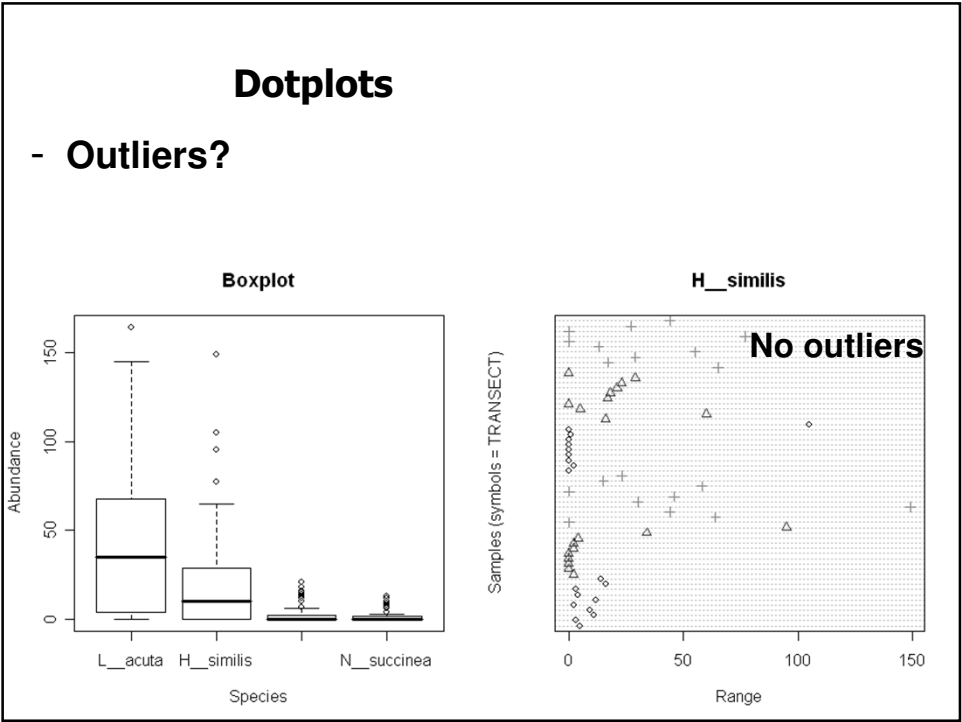 Dotplots
- Outliers?
Boxplot
Abundance
150
100
50
0
L__acuta H__similis N__succinea
Species
H__similis
No outliers
Samples (symbols = TRANSECT)
0 50 100 150
Range